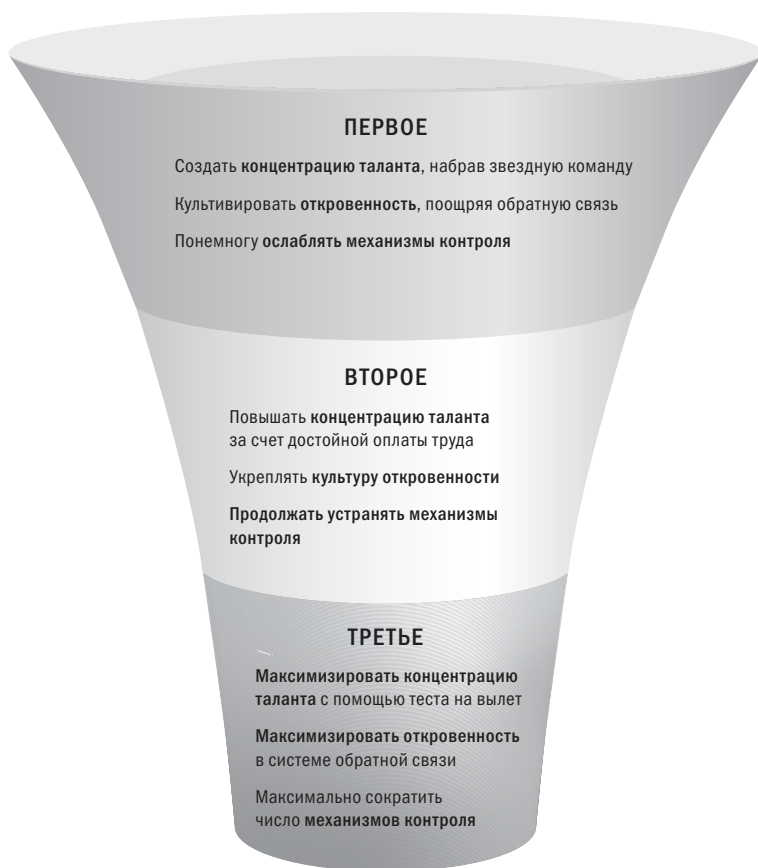 ПЕРВОЕ
Создать концентрацию таланта, набрав звездную команду
Культивировать откровенность, поощряя обратную связь
Понемногу ослаблять механизмы контроля
ВТОРОЕ
Повышать концентрацию таланта
за счет достойной оплаты труда
Укреплять культуру откровенности
Продолжать устранять механизмы
контроля
ТРЕТЬЕ
Максимизировать концентрацию
таланта с помощью теста на вылет
Максимизировать откровенность
в системе обратной связи
Максимально сократить
число механизмов контроля